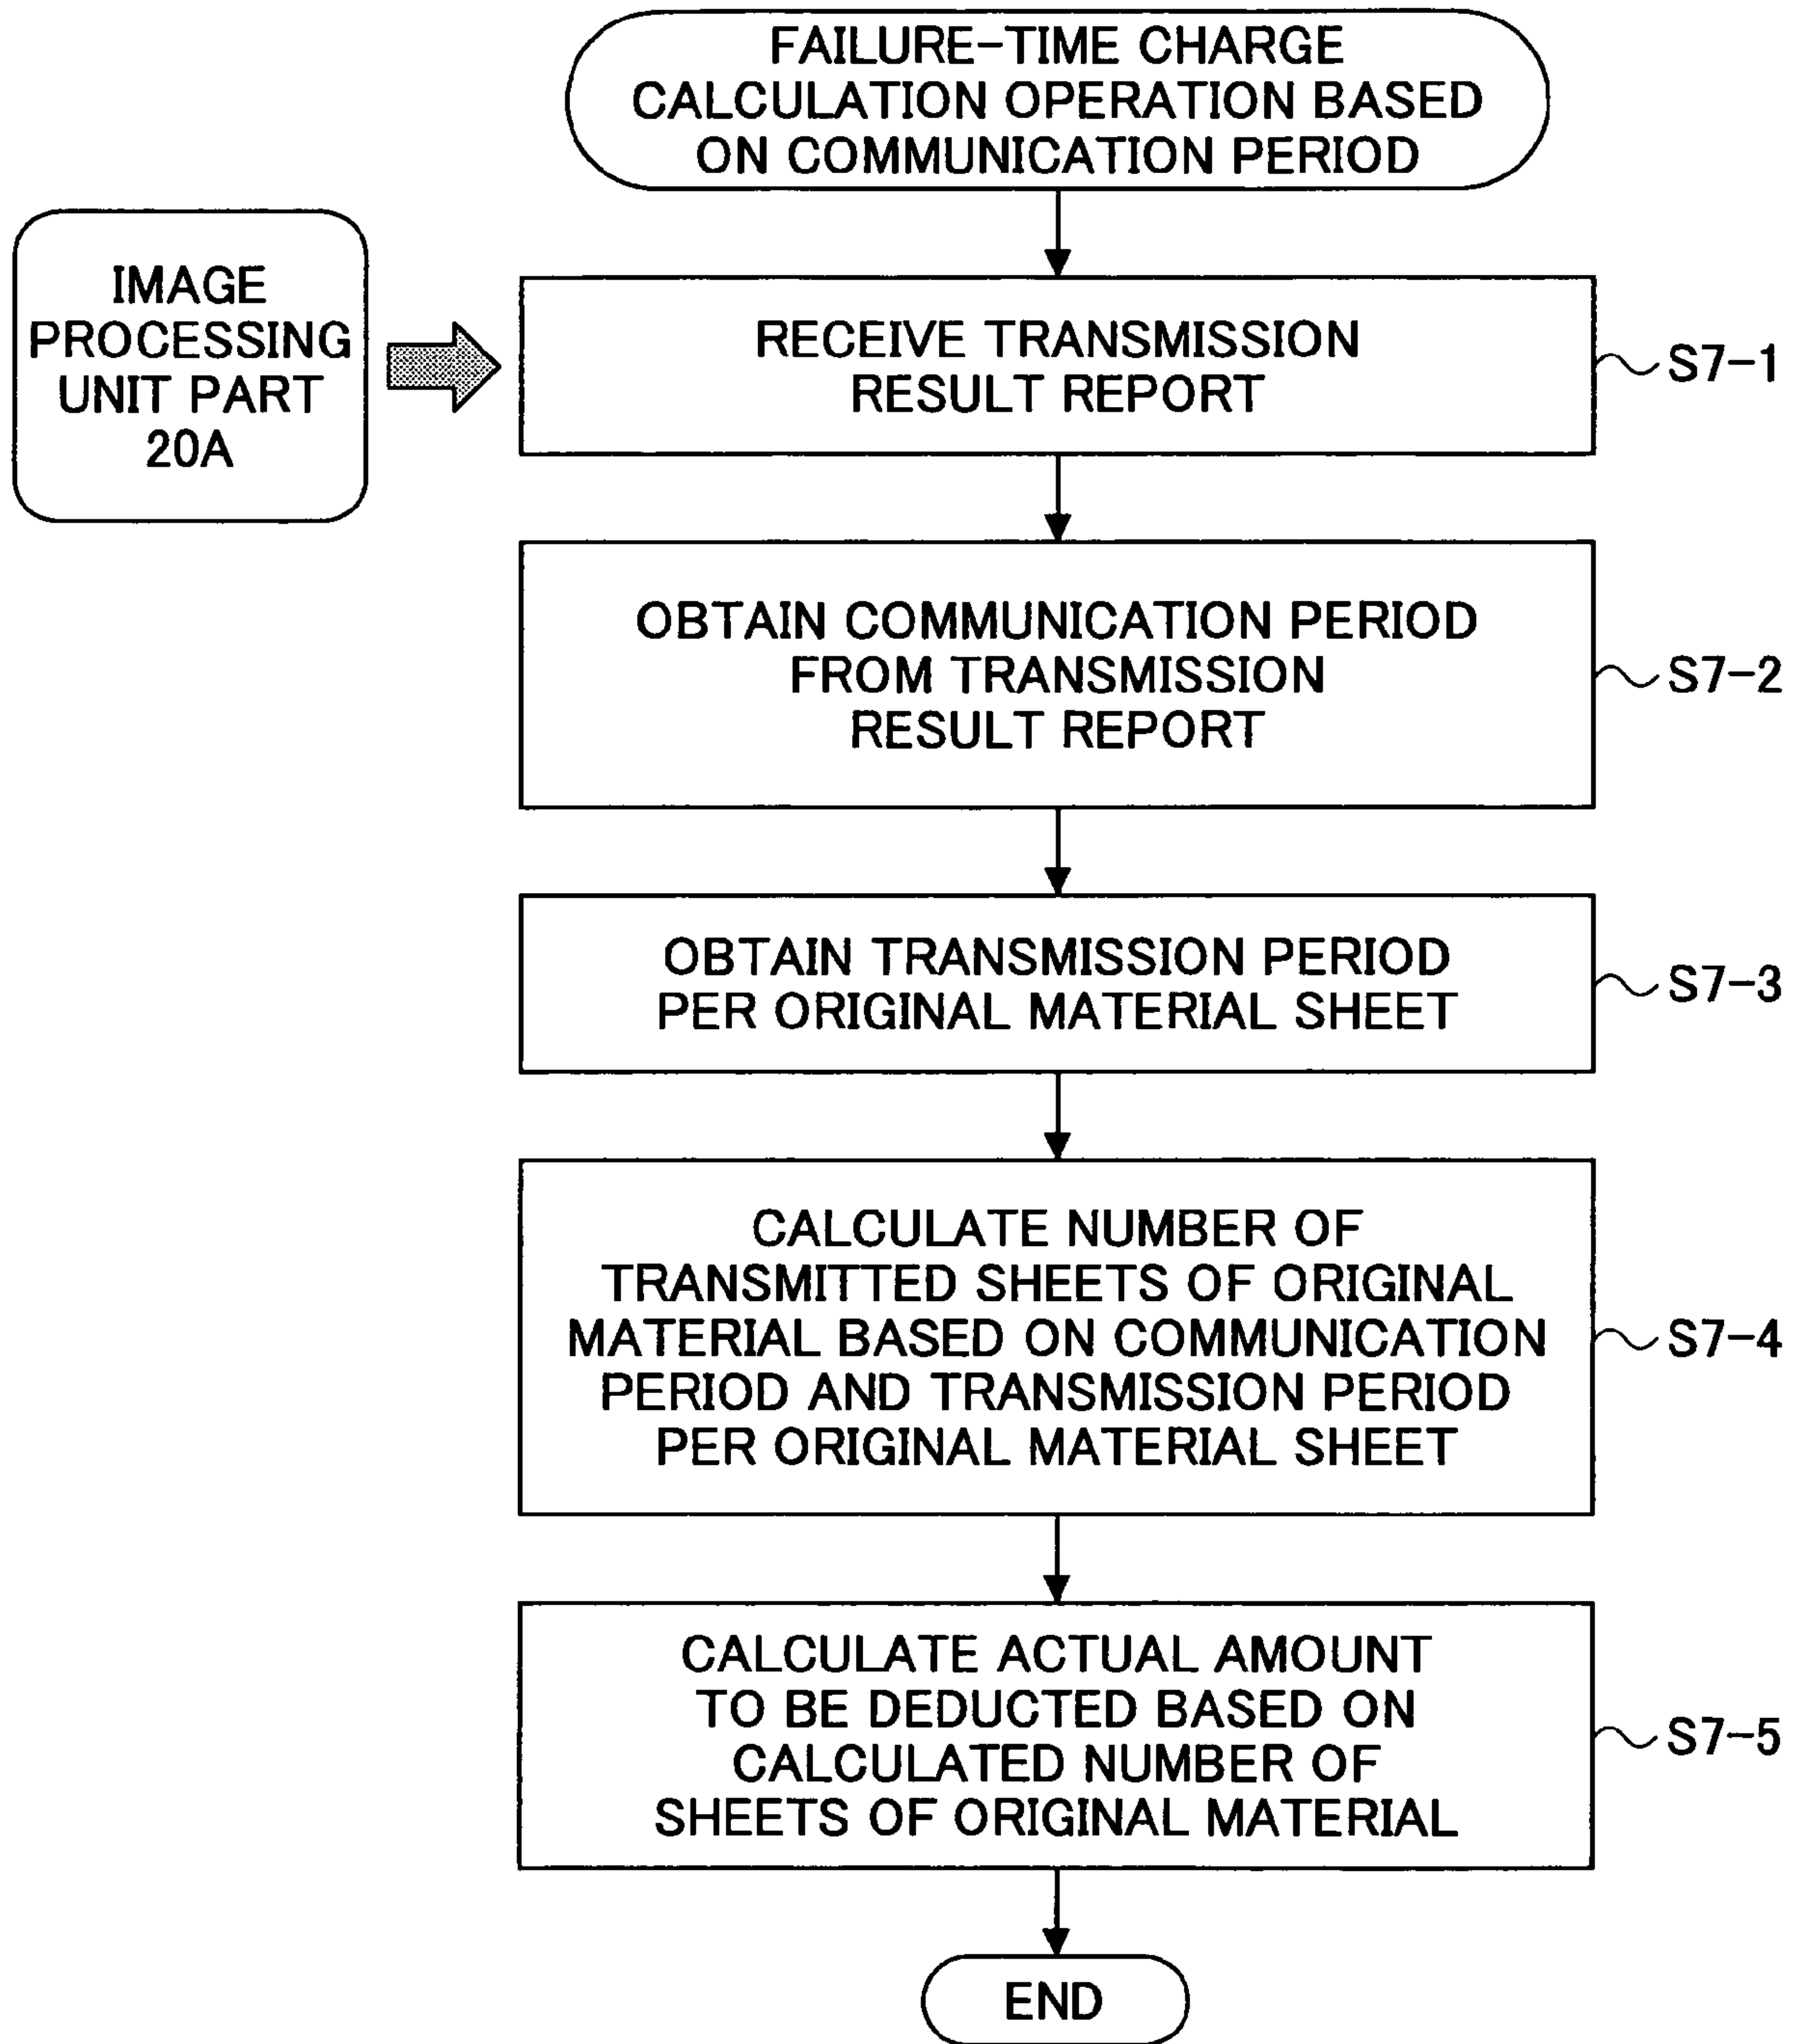 FAILURE-TIME CHARGE
CALCULATION OPERATION BASED
ON COMMUNICATION PERIOD
IMAGE
PROCESSING
UNIT PART
20A
RECEIVE TRANSMISSION
RESULT REPORT
S7-1
OBTAIN COMMUNICATION PERIOD
FROM TRANSMISSION
RESULT REPORT
S7-2
OBTAIN TRANSMISSION PERIOD
PER ORIGINAL MATERIAL SHEET
S7-3
CALCULATE NUMBER OF
TRANSMITTED SHEETS OF ORIGINAL
MATERIAL BASED ON COMMUNICATION
PERIOD AND TRANSMISSION PERIOD
PER ORIGINAL MATERIAL SHEET
S7-4
CALCULATE ACTUAL AMOUNT
TO BE DEDUCTED BASED ON
CALCULATED NUMBER OF
SHEETS OF ORIGINAL MATERIAL
S7-5
END